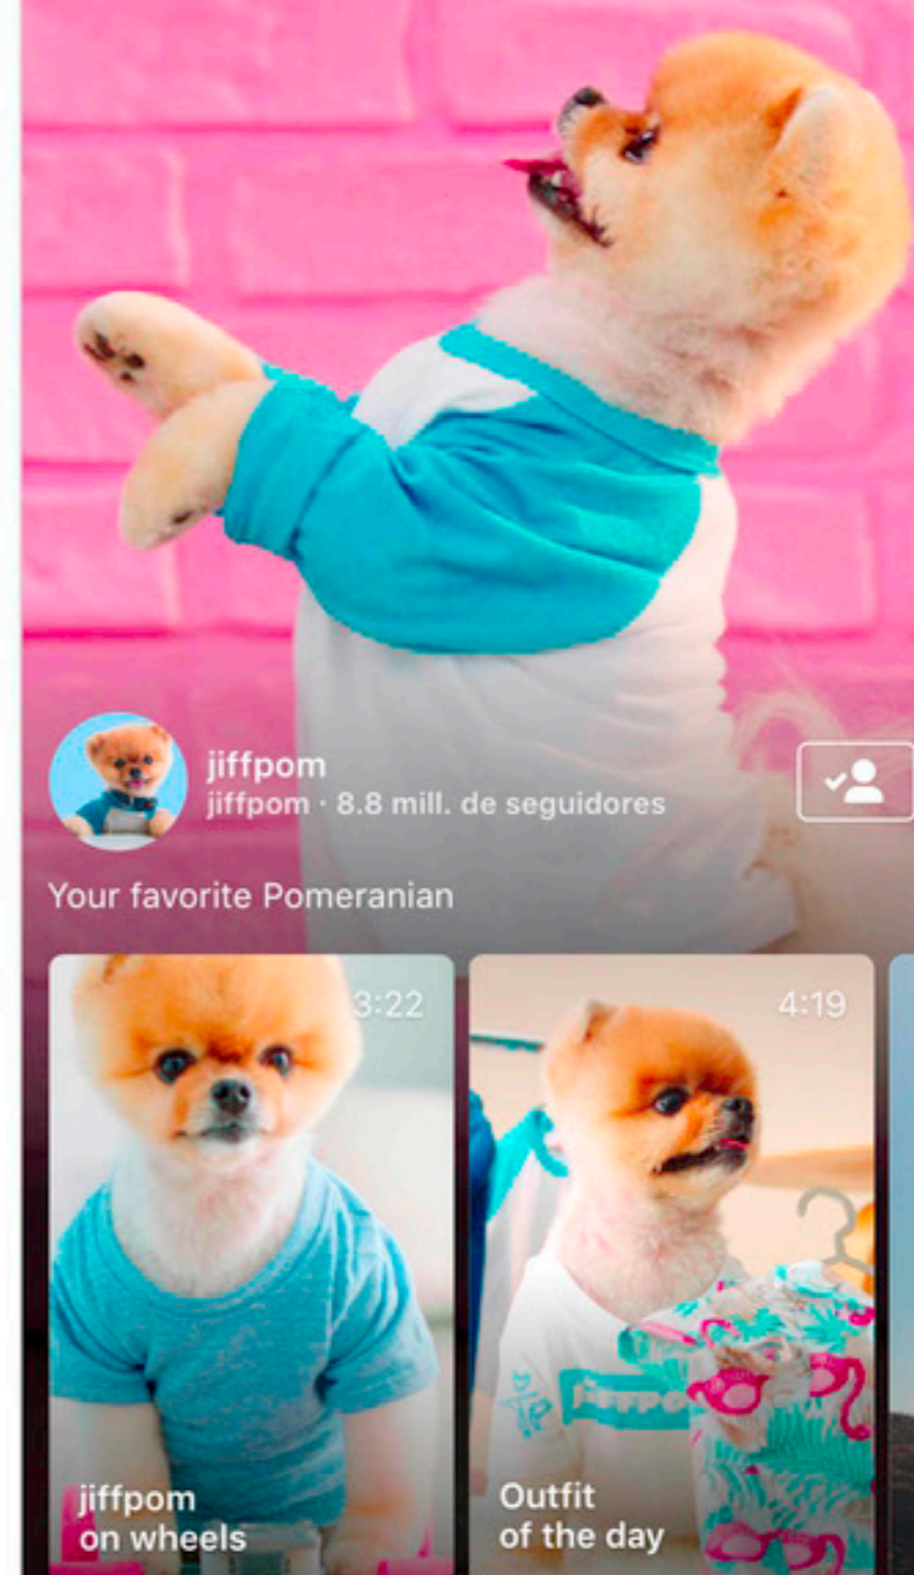 jiffpom
jiffpom · 8.8 mill. de seguidores
Your favorite Pomeranian
3:22
4:19
jiffpom
on wheels
Outfit
of the day